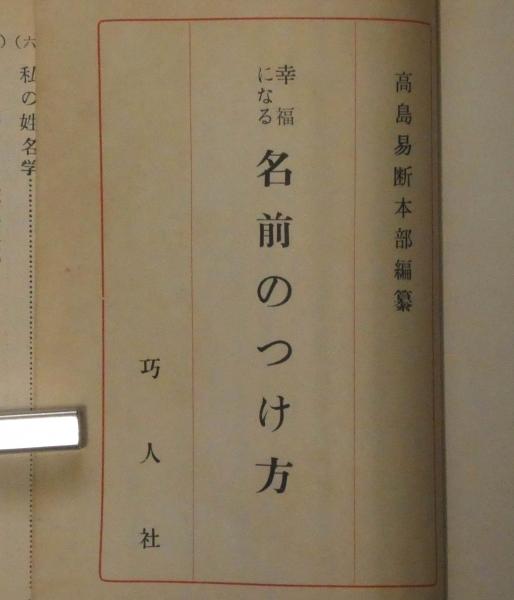 高島易断本部編纂
幸福
になる
名前のつけ方
巧人社
（六
私の姓名学